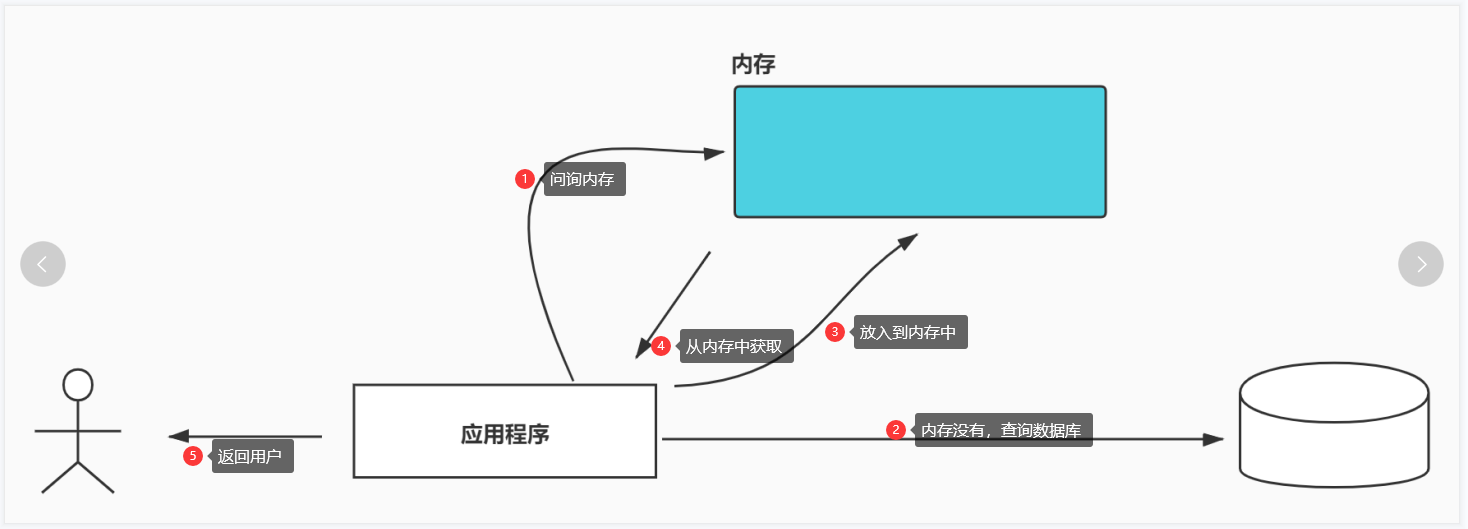 内存
1 问询内存
3 放入到内存中
4 从内存中获取
2 内存没有，查询数据库
应用程序
5 返回用户